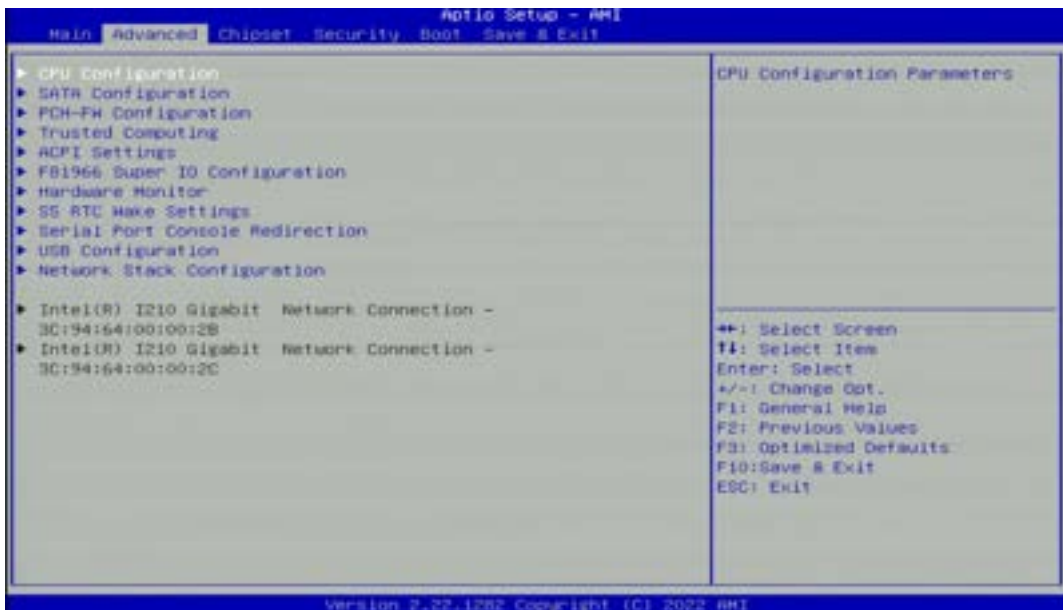 Aptio Setup - AMI
Main Advanced Chipset Security Boot Save & Exit
CPU Configuration
SATA Configuration
PCH-FW Configuration
Trusted Computing
ACPI Settings
F81966 Super IO Configuration
Hardware Monitor
S5 RTC Wake Settings
Serial Port Console Redirection
USB Configuration
Network Stack Configuration
Intel(R) I210 Gigabit  Network Connection -
3C:94:64:00:00:2B
Intel(R) I210 Gigabit  Network Connection -
3C:94:64:00:00:2C
CPU Configuration Parameters
→←: Select Screen
↑↓: Select Item
Enter: Select
+/-: Change Opt.
F1: General Help
F2: Previous Values
F3: Optimized Defaults
F10:Save & Exit
ESC: Exit
Version 2.22.1282 Copyright (C) 2022 AMI